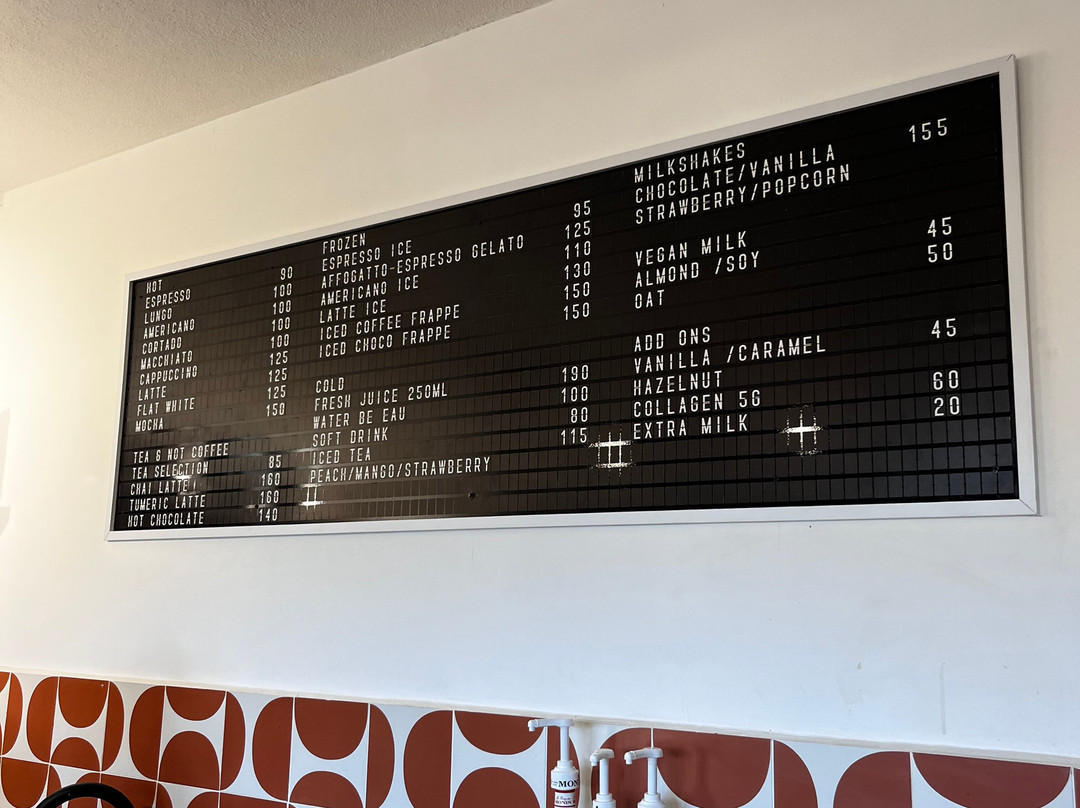 HOT
ESPRESSO 90
LUNGO 100
AMERICANO 100
CORTADO 100
MACCHIATO 100
CAPPUCCINO 125
LATTE 125
FLAT WHITE 125
MOCHA 150
TEA & HOT COFFEE
TEA SELECTION 85
CHAI LATTE 160
TUMERIC LATTE 160
HOT CHOCOLATE 140
FROZEN
ESPRESSO ICE 95
AFFOGATTO-ESPRESSO GELATO 125
AMERICANO ICE 110
LATTE ICE 130
ICED COFFEE FRAPPE 150
ICED CHOCO FRAPPE 150
COLD
FRESH JUICE 250ML 190
WATER BE EAU 100
SOFT DRINK 80
ICED TEA 115
PEACH/MANGO/STRAWBERRY
MILKSHAKES 155
CHOCOLATE/VANILLA
STRAWBERRY/POPCORN
VEGAN MILK
ALMOND /SOY 45
OAT 50
ADD ONS
VANILLA /CARAMEL 45
HAZELNUT
COLLAGEN 5G 60
EXTRA MILK 20